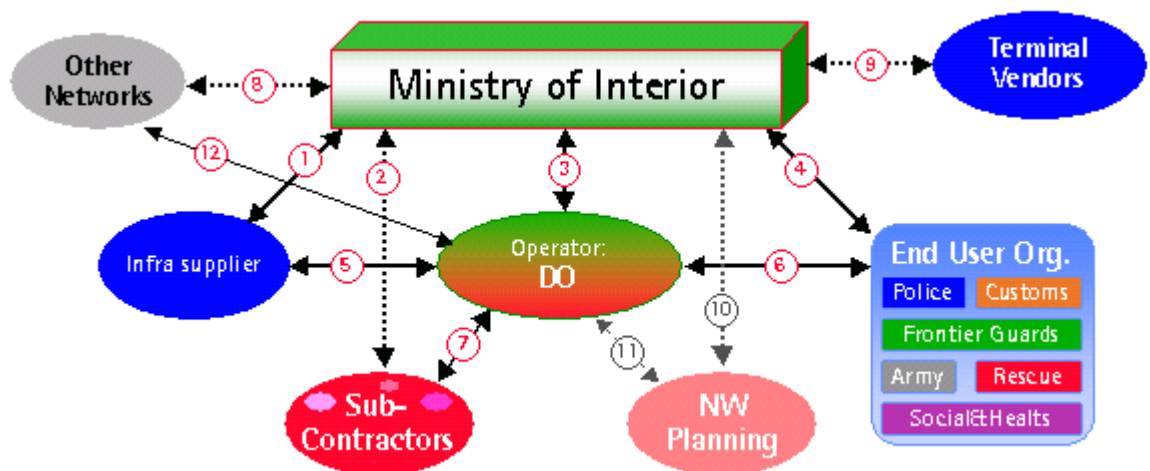 Other
Networks
8
Ministry of Interior
9
Terminal
Vendors
12
1
2
3
4
Infra supplier
5
Operator:
DO
6
End User Org.
Police
Customs
Frontier Guards
Army
Rescue
Social&Healts
7
11
10
Sub-
Contractors
NW
Planning